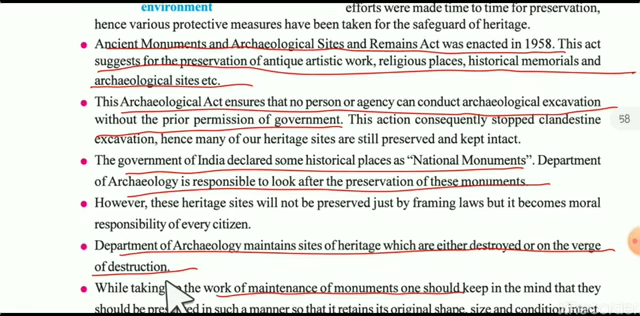 environment
efforts were made time to time for preservation,
hence various protective measures have been taken for the safeguard of heritage.
• Ancient Monuments and Archaeological Sites and Remains Act was enacted in 1958. This act
suggests for the preservation of antique artistic work, religious places, historical memorials and
archaeological sites etc.
• This Archaeological Act ensures that no person or agency can conduct archaeological excavation
without the prior permission of government. This action consequently stopped clandestine
58
excavation, hence many of our heritage sites are still preserved and kept intact.
• The government of India declared some historical places as “National Monuments”. Department
of Archaeology is responsible to look after the preservation of these monuments.
• However, these heritage sites will not be preserved just by framing laws but it becomes moral
responsibility of every citizen.
• Department of Archaeology maintains sites of heritage which are either destroyed or on the verge
of destruction.
• While taking the work of maintenance of monuments one should keep in the mind that they
should be in such a manner so that it retains its original shape, size and condition intact.